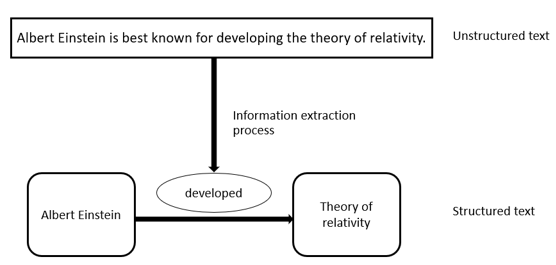 Albert Einstein is best known for developing the theory of relativity.
Unstructured text
Information extraction
process
developed
Albert Einstein
Theory of
relativity
Structured text